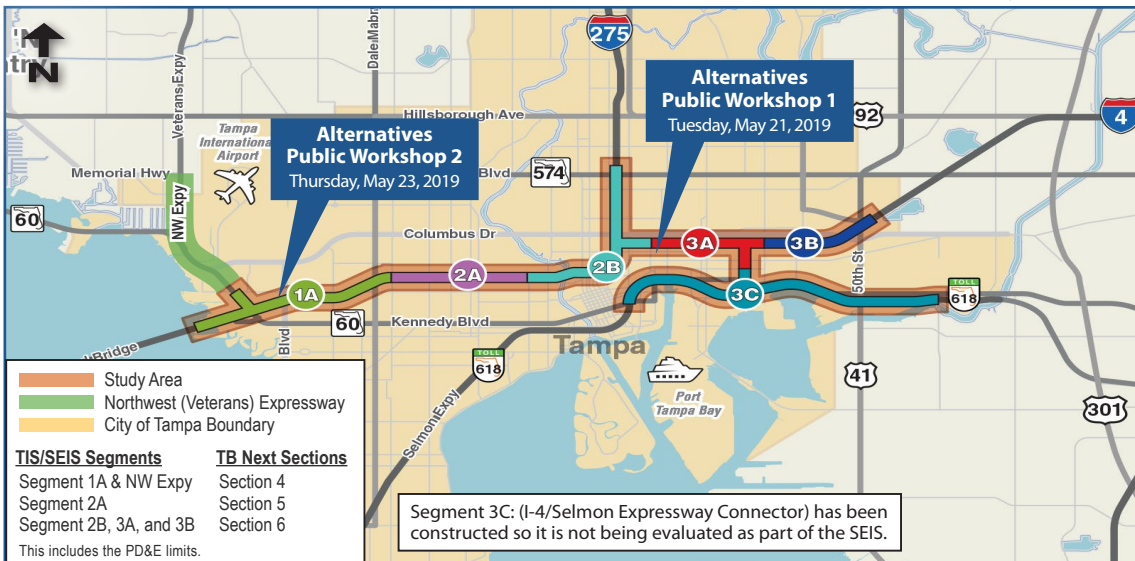 N
'N
try
Veterans Expy
Dale Mabr
275
Alternatives
Public Workshop 1
Tuesday, May 21, 2019
92
4
Hillsborough Ave
Tampa
International
Airport
Alternatives
Public Workshop 2
Thursday, May 23, 2019
Memorial Hwy
Blvd
574
60
NW Expy
Columbus Dr
3A
3B
2B
2A
1A
3C
50th St
TOLL
618
60
Kennedy Blvd
Blvd
Bridge
Tampa
TOLL
618
Selmon Expy
Port
Tampa Bay
41
301
Study Area
Northwest (Veterans) Expressway
City of Tampa Boundary
TIS/SEIS Segments TB Next Sections
Segment 1A & NW Expy Section 4
Segment 2A Section 5
Segment 2B, 3A, and 3B Section 6
This includes the PD&E limits.
Segment 3C: (I-4/Selmon Expressway Connector) has been
constructed so it is not being evaluated as part of the SEIS.